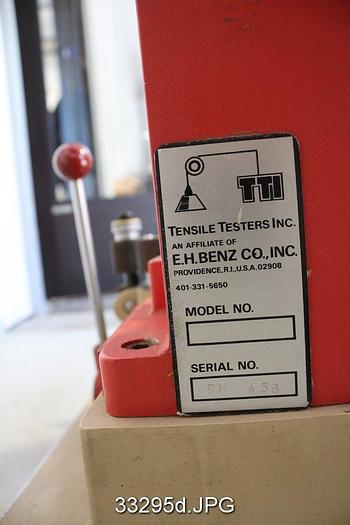 TTI
TENSILE TESTERS INC.
AN AFFILIATE OF
E.H. BENZ CO., INC.
PROVIDENCE, R.I., U.S.A. 02908
401-331-5650
MODEL NO.
SERIAL NO.
458
33295d.JPG